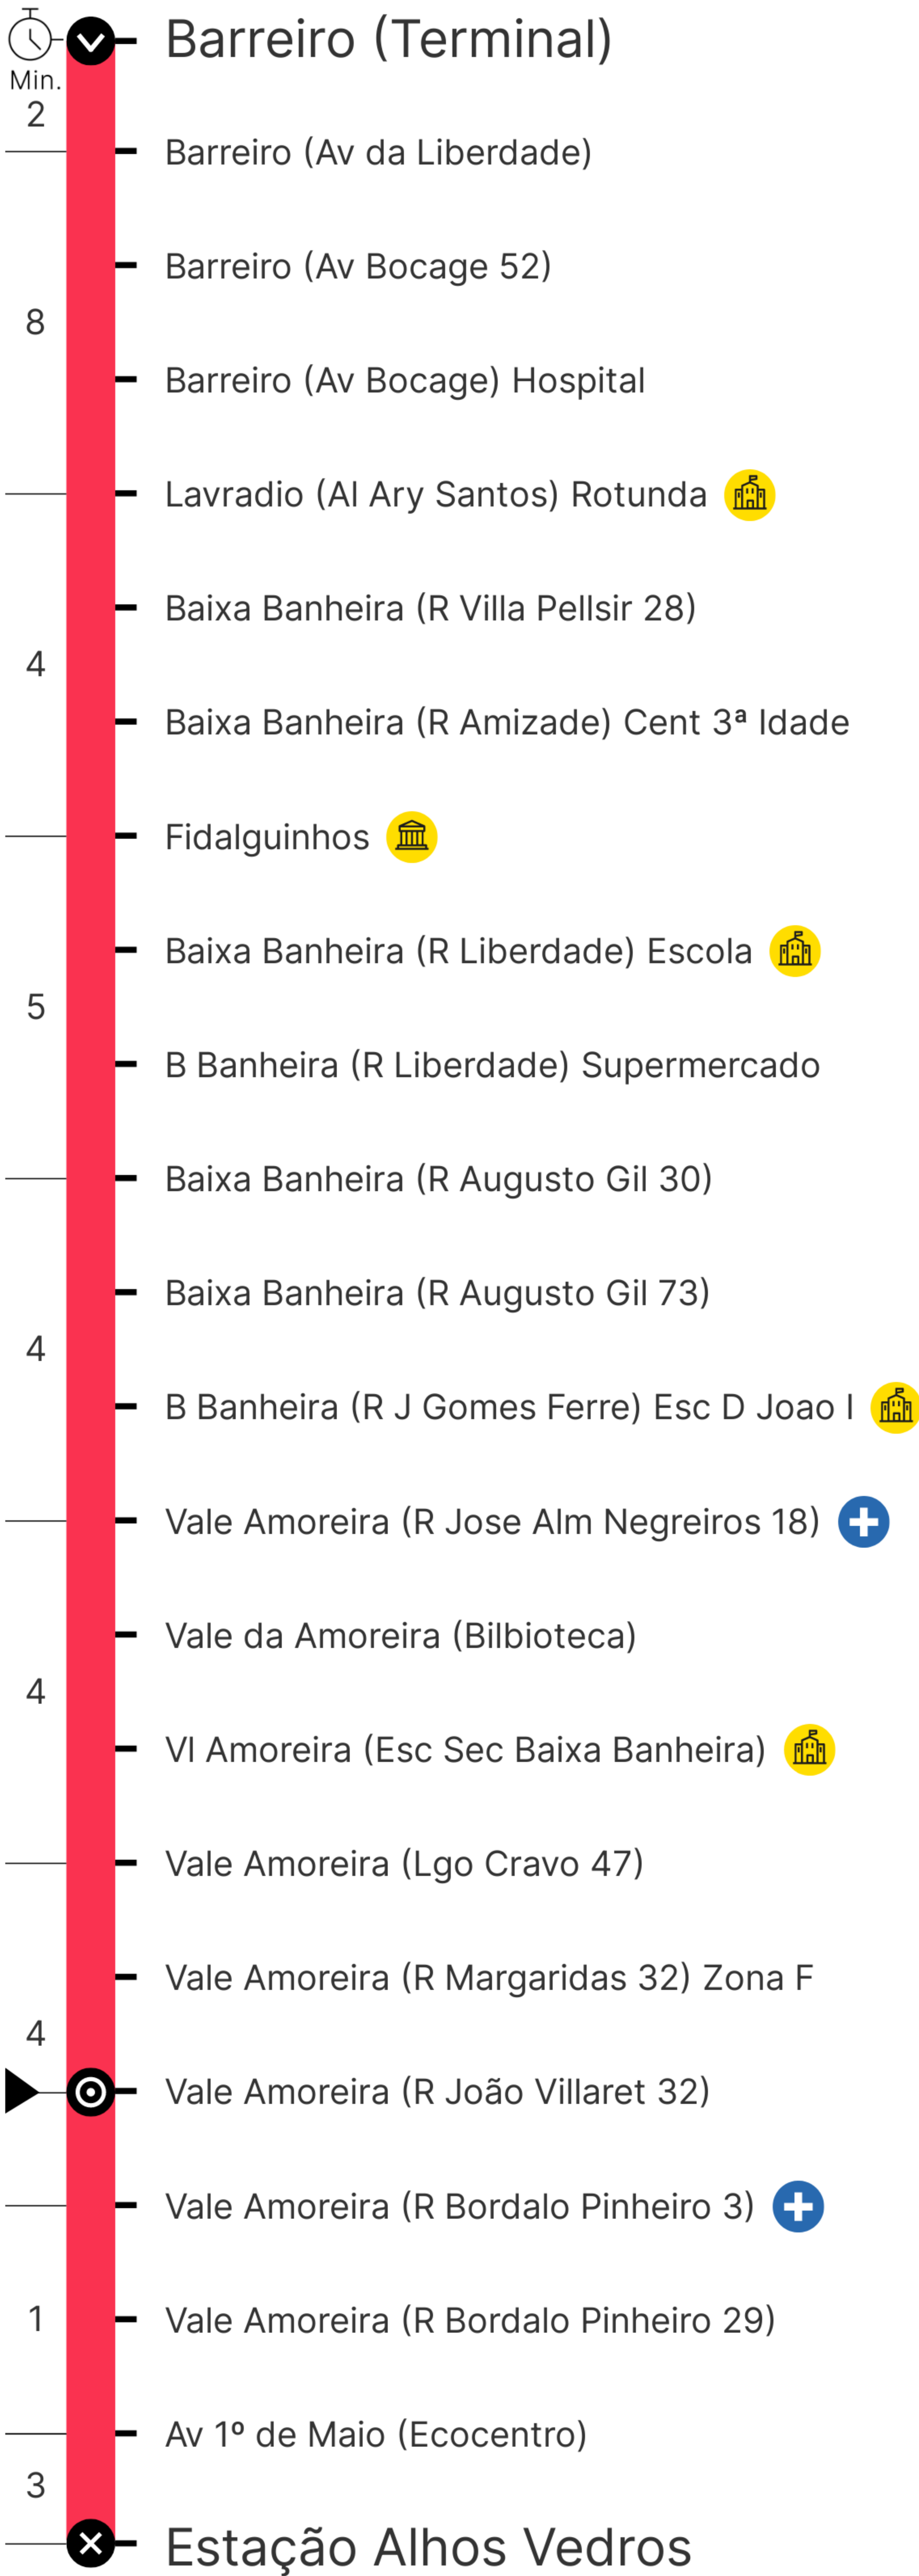 Barreiro (Terminal)
Min.
2
Barreiro (Av da Liberdade)
Barreiro (Av Bocage 52)
8
Barreiro (Av Bocage) Hospital
Lavradio (Al Ary Santos) Rotunda
Baixa Banheira (R Villa Pellsir 28)
4
Baixa Banheira (R Amizade) Cent 3ª Idade
Fidalguinhos
Baixa Banheira (R Liberdade) Escola
5
B Banheira (R Liberdade) Supermercado
Baixa Banheira (R Augusto Gil 30)
Baixa Banheira (R Augusto Gil 73)
4
B Banheira (R J Gomes Ferre) Esc D Joao I
Vale Amoreira (R Jose Alm Negreiros 18)
Vale da Amoreira (Bilbioteca)
4
Vl Amoreira (Esc Sec Baixa Banheira)
Vale Amoreira (Lgo Cravo 47)
Vale Amoreira (R Margaridas 32) Zona F
4
Vale Amoreira (R João Villaret 32)
Vale Amoreira (R Bordalo Pinheiro 3)
1
Vale Amoreira (R Bordalo Pinheiro 29)
Av 1º de Maio (Ecocentro)
3
Estação Alhos Vedros